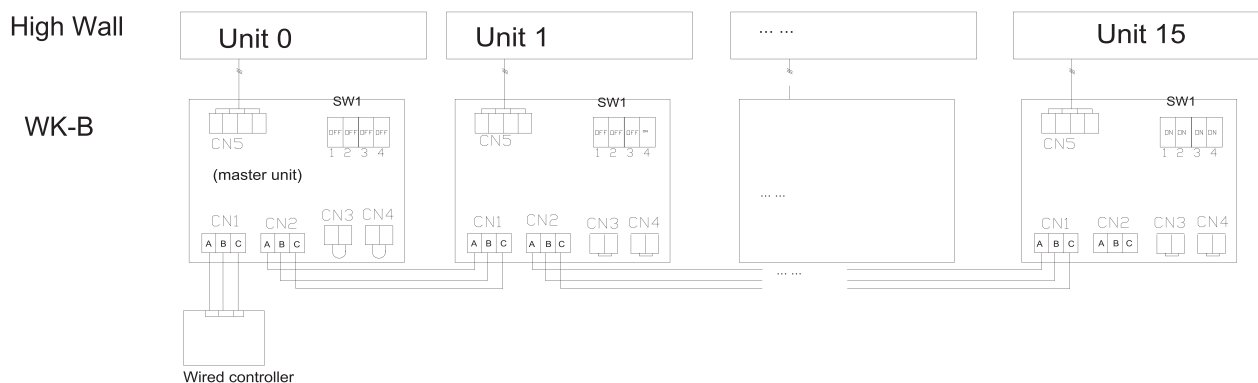 High Wall
Unit 0
Unit 1
... ...
Unit 15
WK-B
SW1
OFF OFF OFF OFF
1 2 3 4
CN5
(master unit)
CN1
CN2
CN3 CN4
A B C
A B C
SW1
OFF OFF OFF
1 2 3 4
CN5
CN1
CN2
CN3
CN4
A B C
A B C
... ...
SW1
ON ON ON ON
1 2 3 4
CN5
CN1
CN2
CN3 CN4
A B C
A B C
... ...
Wired controller